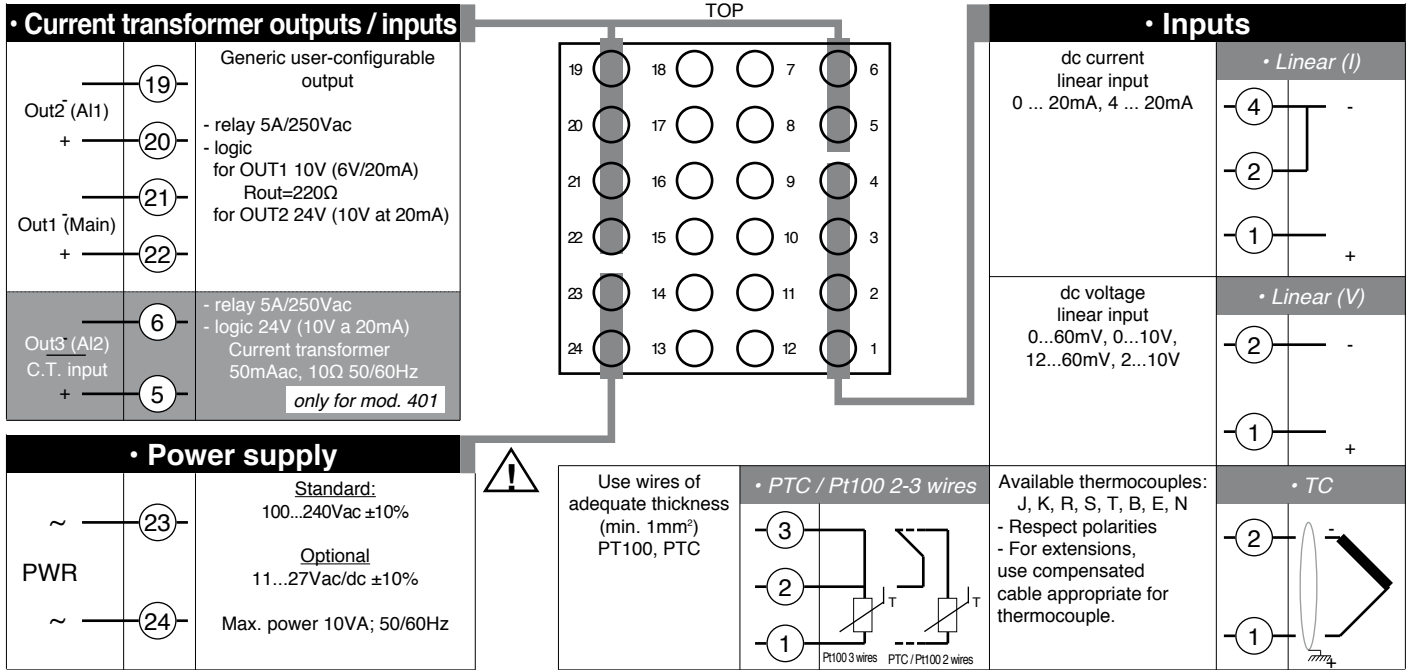 TOP
• Current transformer outputs / inputs
19
Out2 (Al1)
-
+
20
21
Out1 (Main)
-
+
22
Generic user-configurable
output
- relay 5A/250Vac
- logic
for OUT1 10V (6V/20mA)
Rout=220Ω
for OUT2 24V (10V at 20mA)
6
Out3 (Al2)
-
C.T. input
+
5
- relay 5A/250Vac
- logic 24V (10V a 20mA)
Current transformer
50mAac, 10Ω 50/60Hz
only for mod. 401
• Power supply
~
23
PWR
~
24
Standard:
100...240Vac ±10%
Optional
11...27Vac/dc ±10%
Max. power 10VA; 50/60Hz
19 18 7 6
20 17 8 5
21 16 9 4
22 15 10 3
23 14 11 2
24 13 12 1
!
Use wires of
adequate thickness
(min. 1mm²)
PT100, PTC
• PTC / Pt100 2-3 wires
3
2
1
T
T
Pt100 3 wires
PTC / Pt100 2 wires
• Inputs
dc current
linear input
0 ... 20mA, 4 ... 20mA
• Linear (I)
4 -
2
1
+
dc voltage
linear input
0...60mV, 0...10V,
12...60mV, 2...10V
• Linear (V)
2 -
1
+
Available thermocouples:
J, K, R, S, T, B, E, N
- Respect polarities
- For extensions,
use compensated
cable appropriate for
thermocouple.
• TC
2 -
1
+